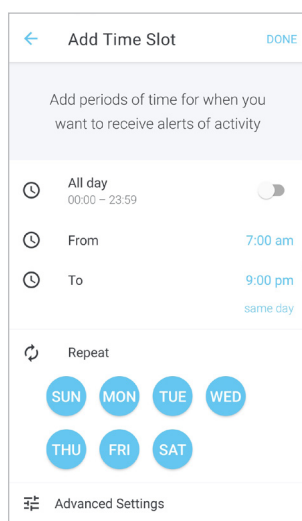 Add Time Slot DONE
Add periods of time for when you
want to receive alerts of activity
All day
00:00 – 23:59
From 7:00 am
To 9:00 pm
same day
Repeat
SUN MON TUE WED
THU FRI SAT
Advanced Settings